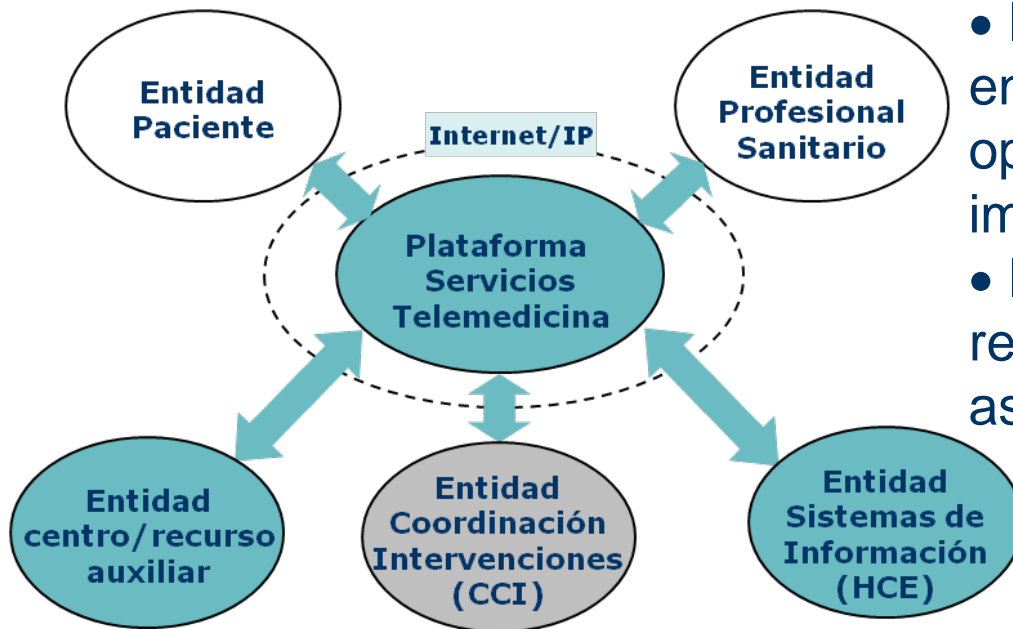 Entidad
Paciente
Internet/IP
Entidad
Profesional
Sanitario
Plataforma
Servicios
Telemedicina
Entidad
centro/recurso
auxiliar
Entidad
Coordinación
Intervenciones
(CCI)
Entidad
Sistemas de
Información
(HCE)
•
•